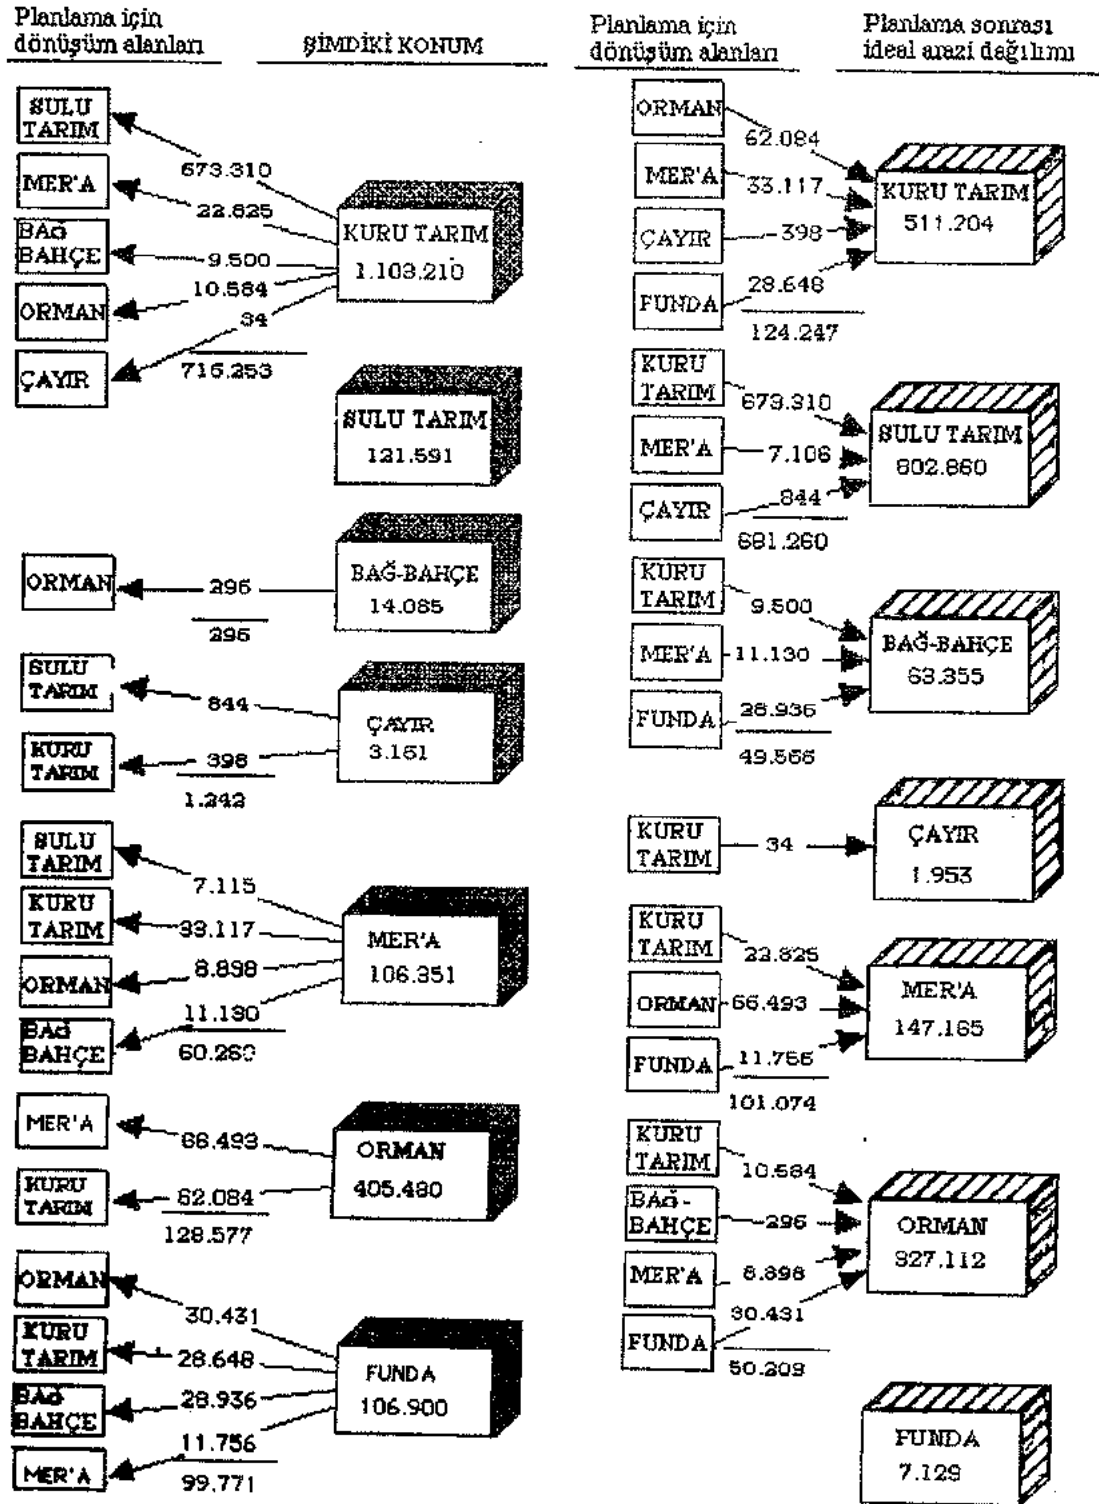 Planlama için
dönüşüm alanları
ŞİMDİKİ KONUM
SULU
TARIM
MER'A
BAĞ
BAHÇE
ORMAN
ÇAYIR
673.310
22.825
9.500
10.584
34
716.253
KURU TARIM
1.103.210
SULU TARIM
121.591
ORMAN
296
296
BAĞ-BAHÇE
14.085
SULU
TARIM
KURU
TARIM
844
398
1.242
ÇAYIR
3.161
SULU
TARIM
KURU
TARIM
ORMAN
BAĞ
BAHÇE
7.115
33.117
8.898
11.130
60.260
MER'A
106.351
MER'A
KURU
TARIM
66.493
62.084
128.577
ORMAN
405.480
ORMAN
KURU
TARIM
BAĞ
BAHÇE
MER'A
30.431
28.648
28.936
11.756
99.771
FUNDA
106.900
Planlama için
dönüşüm alanları
Planlama sonrası
ideal arazi dağılımı
ORMAN
MER'A
ÇAYIR
FUNDA
62.084
33.117
398
28.648
124.247
KURU TARIM
511.204
KURU
TARIM
MER'A
ÇAYIR
673.310
7.106
844
681.260
SULU TARIM
802.860
KURU
TARIM
MER'A
FUNDA
9.500
11.130
28.936
49.566
BAĞ-BAHÇE
63.355
KURU
TARIM
34
ÇAYIR
1.953
KURU
TARIM
ORMAN
FUNDA
22.825
66.493
11.756
101.074
MER'A
147.165
KURU
TARIM
BAĞ-
BAHÇE
MER'A
FUNDA
10.584
296
8.898
30.431
50.209
ORMAN
327.112
FUNDA
7.129